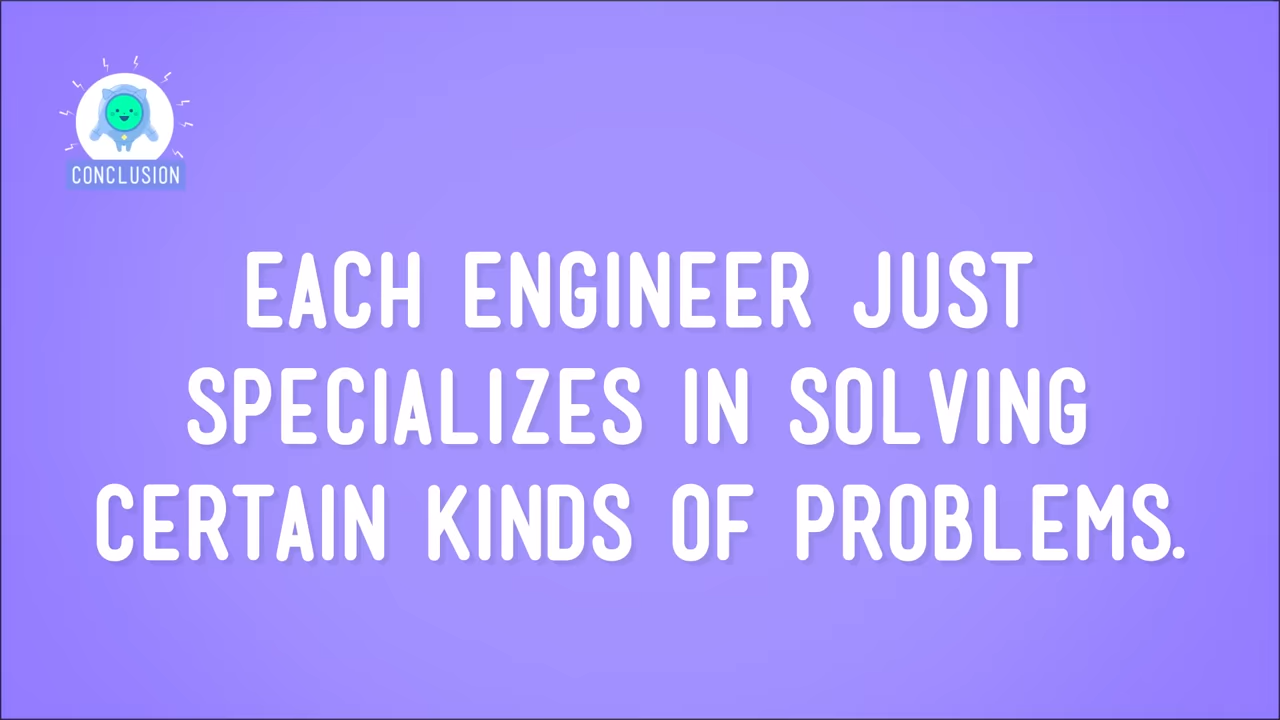 CONCLUSION
EACH ENGINEER JUST
SPECIALIZES IN SOLVING
CERTAIN KINDS OF PROBLEMS.